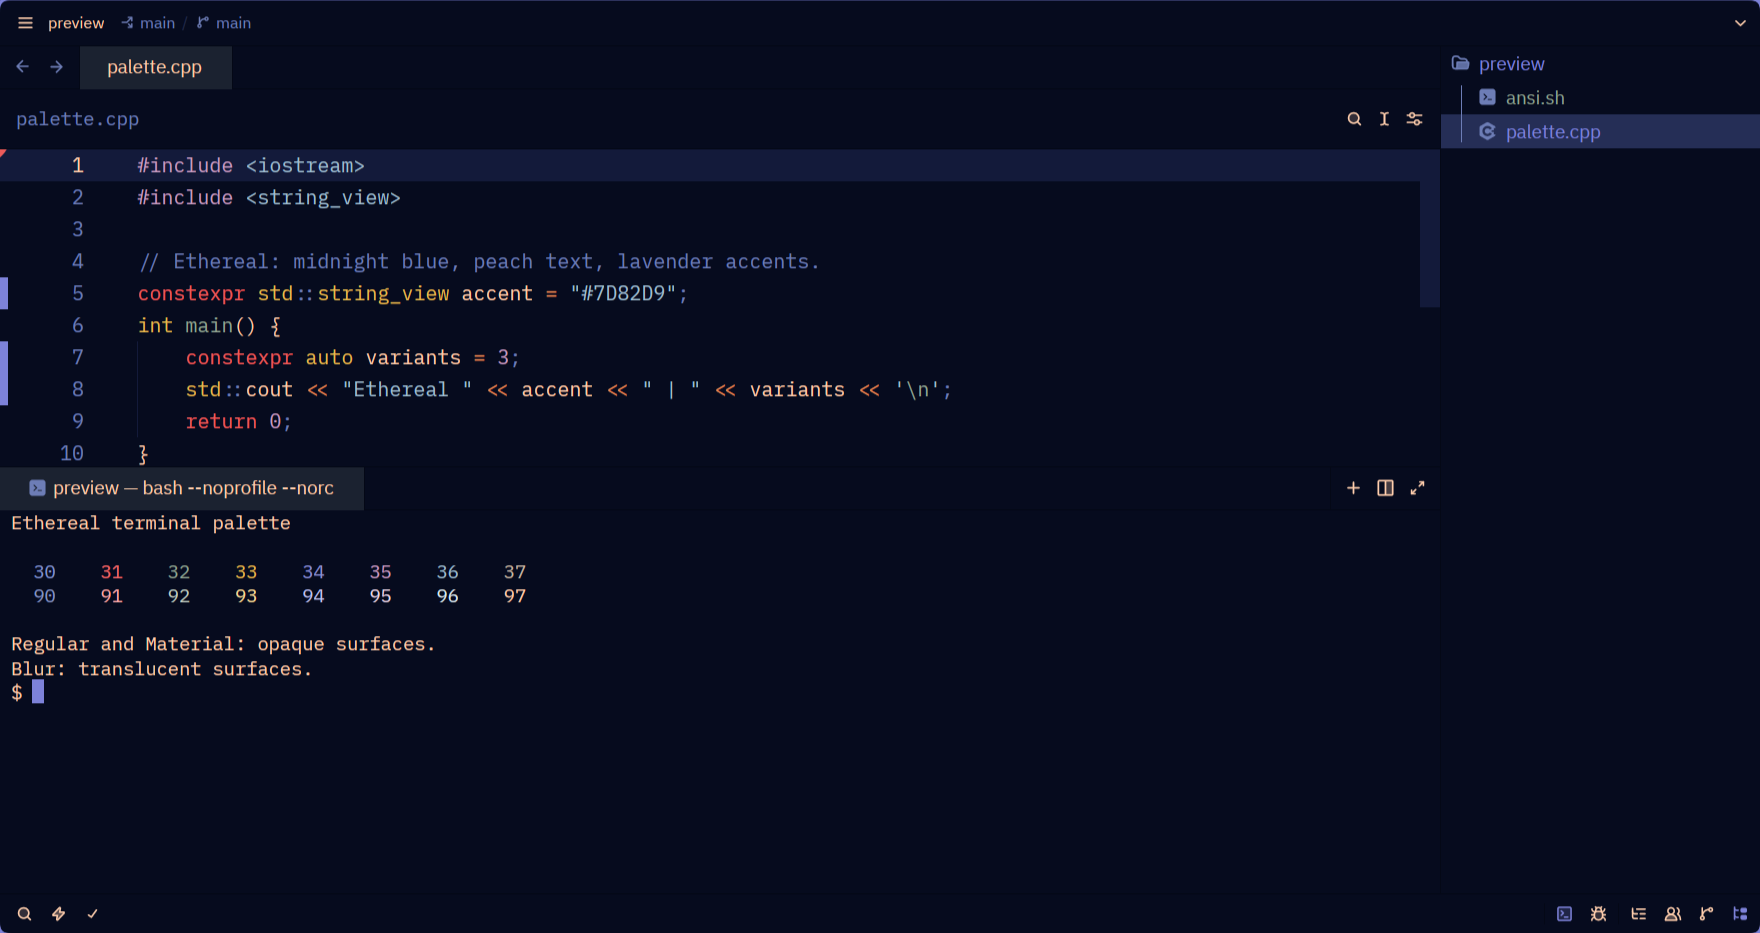 preview main / main
palette.cpp
palette.cpp
1 #include <iostream>
2 #include <string_view>
3
4 // Ethereal: midnight blue, peach text, lavender accents.
5 constexpr std::string_view accent = "#7D82D9";
6 int main() {
7 constexpr auto variants = 3;
8 std::cout << "Ethereal " << accent << " | " << variants << '\n';
9 return 0;
10 }
preview — bash --noprofile --norc
Ethereal terminal palette
30 31 32 33 34 35 36 37
90 91 92 93 94 95 96 97
Regular and Material: opaque surfaces.
Blur: translucent surfaces.
$
preview
ansi.sh
palette.cpp